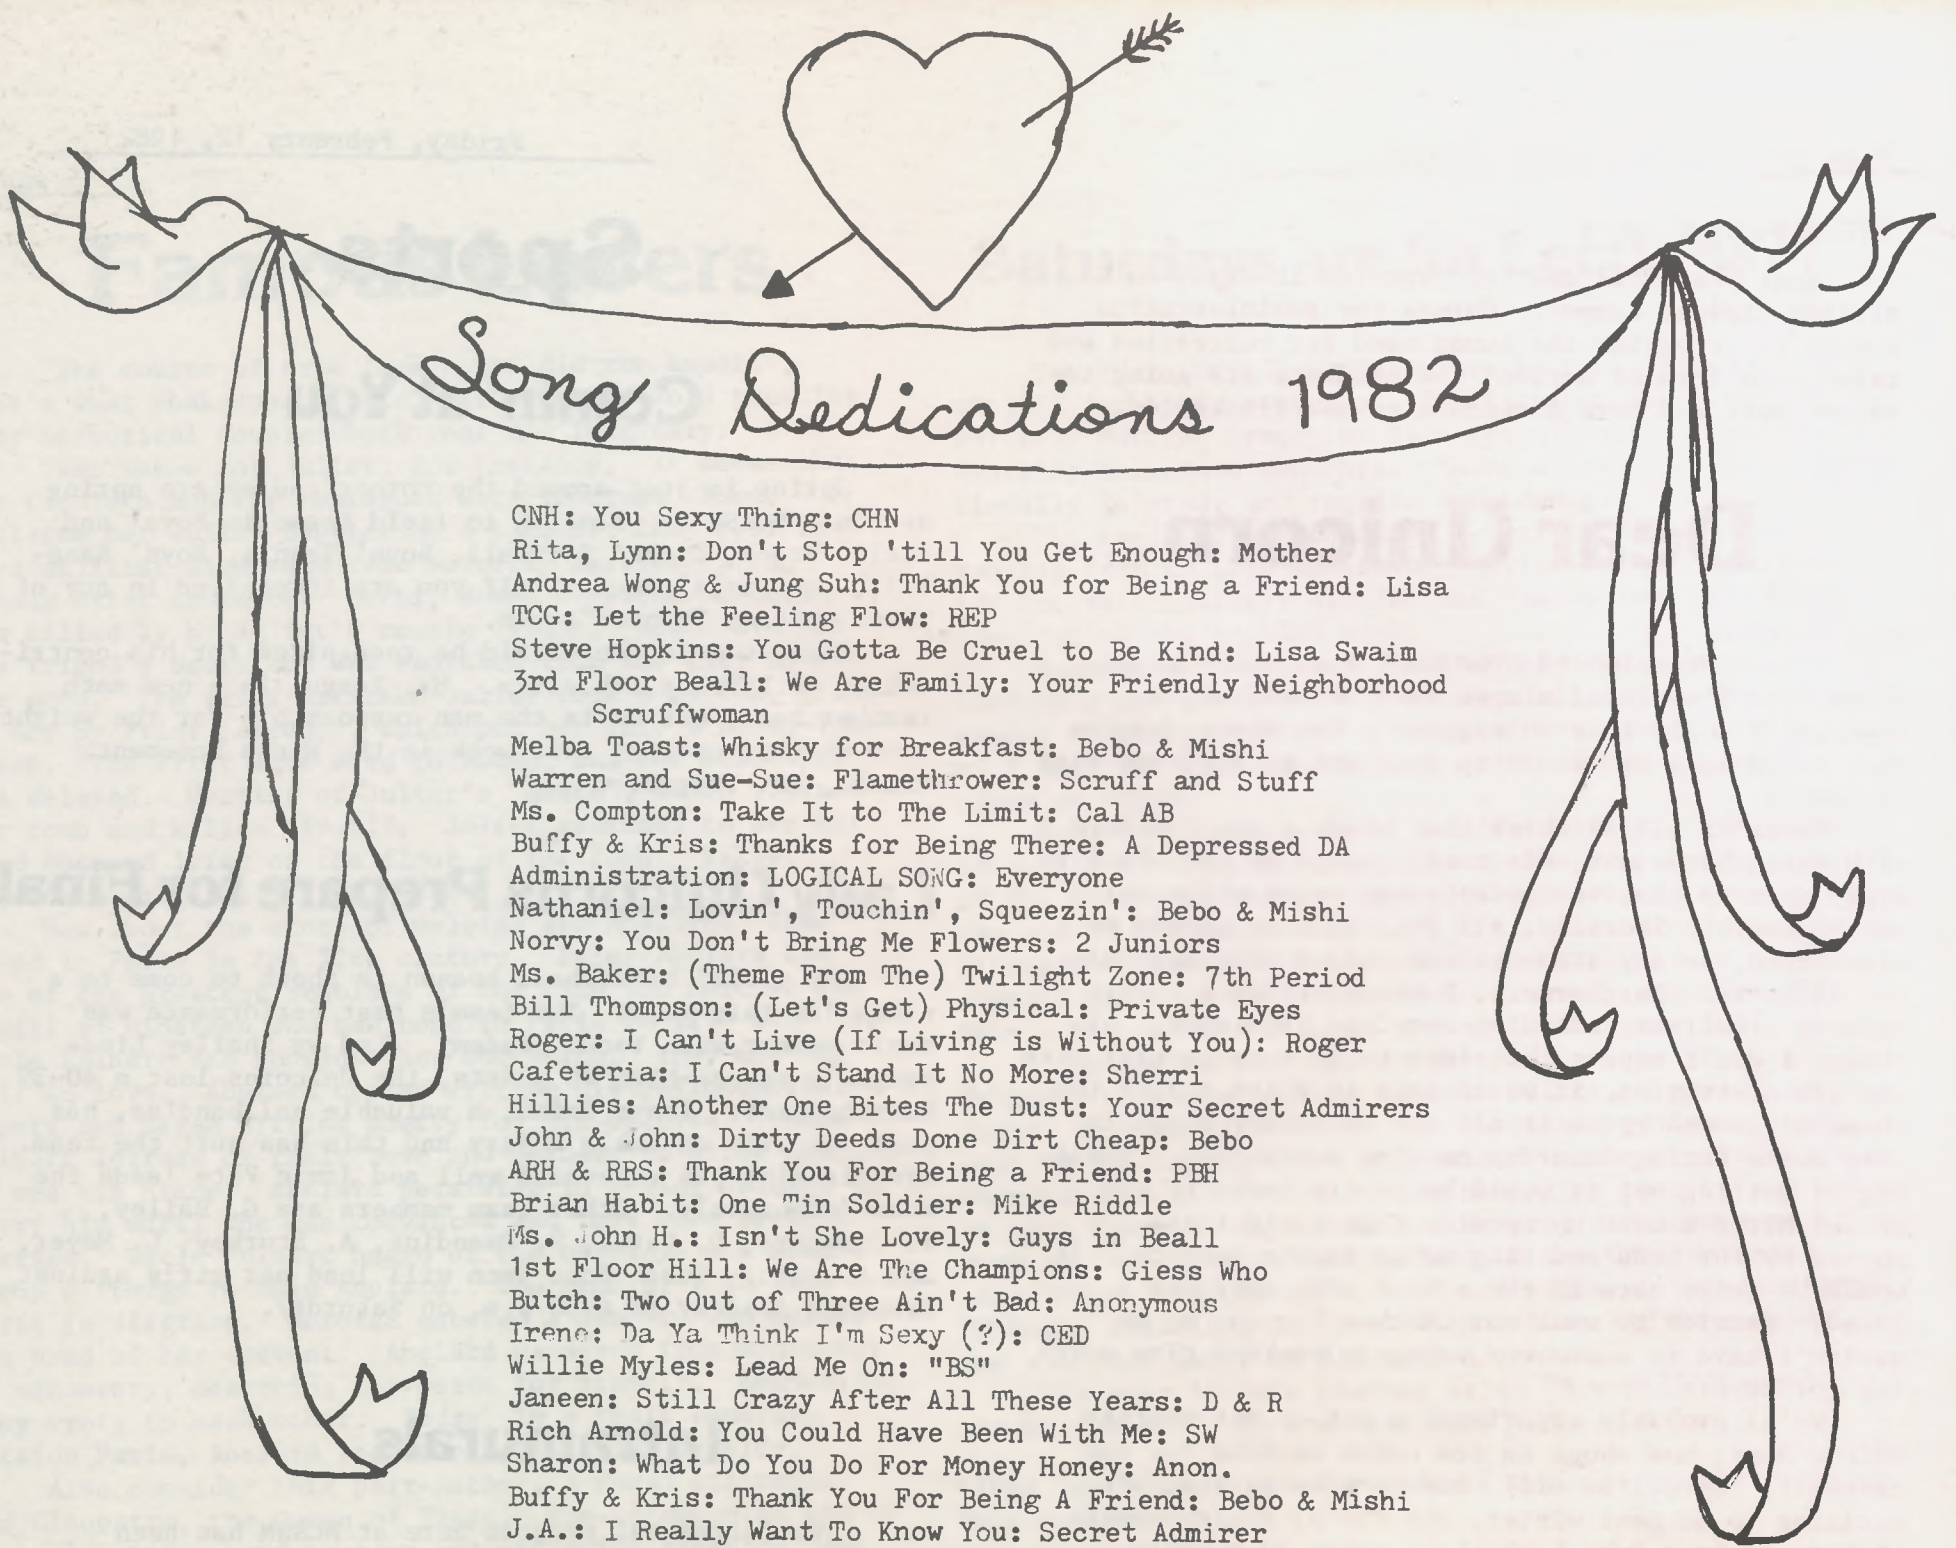 Song Dedications 1982
CNH: You Sexy Thing: CHN
Rita, Lynn: Don't Stop 'till You Get Enough: Mother
Andrea Wong & Jung Suh: Thank You for Being a Friend: Lisa
TCG: Let the Feeling Flow: REP
Steve Hopkins: You Gotta Be Cruel to Be Kind: Lisa Swaim
3rd Floor Beall: We Are Family: Your Friendly Neighborhood
Scruffwoman
Melba Toast: Whisky for Breakfast: Bebo & Mishi
Warren and Sue-Sue: Flamethrower: Scruff and Stuff
Ms. Compton: Take It to The Limit: Cal AB
Buffy & Kris: Thanks for Being There: A Depressed DA
Administration: LOGICAL SONG: Everyone
Nathaniel: Lovin', Touchin', Squeezin': Bebo & Mishi
Norvy: You Don't Bring Me Flowers: 2 Juniors
Ms. Baker: (Theme From The) Twilight Zone: 7th Period
Bill Thompson: (Let's Get) Physical: Private Eyes
Roger: I Can't Live (If Living is Without You): Roger
Cafeteria: I Can't Stand It No More: Sherri
Hillies: Another One Bites The Dust: Your Secret Admirers
John & John: Dirty Deeds Done Dirt Cheap: Bebo
ARH & RRS: Thank You For Being a Friend: PBH
Brian Habit: One Tin Soldier: Mike Riddle
Ms. John H.: Isn't She Lovely: Guys in Beall
1st Floor Hill: We Are The Champions: Giess Who
Butch: Two Out of Three Ain't Bad: Anonymous
Irene: Da Ya Think I'm Sexy (?): CED
Willie Myles: Lead Me On: "BS"
Janeen: Still Crazy After All These Years: D & R
Rich Arnold: You Could Have Been With Me: SW
Sharon: What Do You Do For Money Honey: Anon.
Buffy & Kris: Thank You For Being A Friend: Bebo & Mishi
J.A.: I Really Want To Know You: Secret Admirer